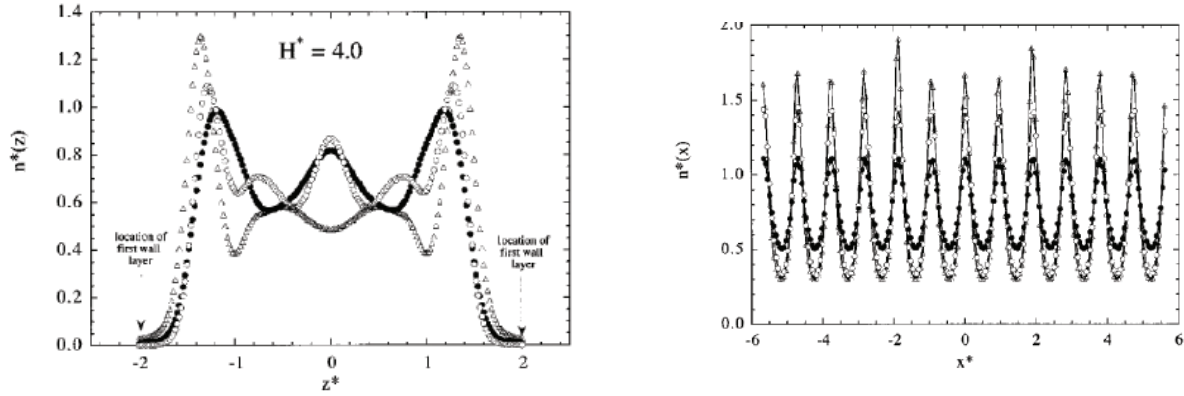 1.4
1.2
1.0
0.8
0.6
0.4
0.2
0.0
n*(z)
H* = 4.0
location of
first wall
layer
location of
first wall
layer
-2
-1
0
1
2
z*
2.0
1.5
1.0
0.5
0.0
n*(x)
-6
-4
-2
0
2
4
6
x*